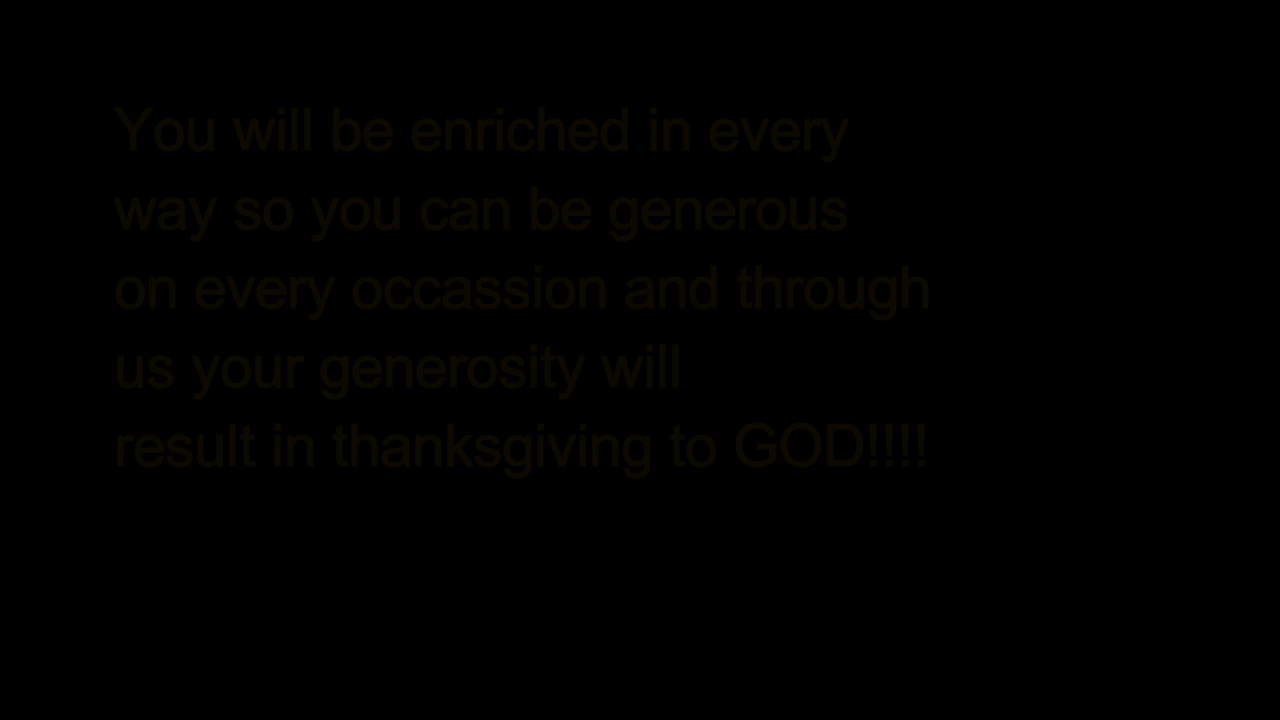 You will be enriched in every
way so you can be generous
on every occassion and through
us your generosity will
result in thanksgiving to GOD!!!!